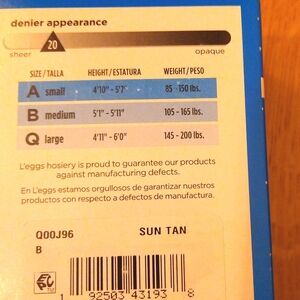 denier appearance
20
sheer opaque
SIZE/TALLA HEIGHT/ESTATURA WEIGHT/PESO
A small 4'10" - 5'7" 85 - 150 lbs.
B medium 5'1" - 5'11" 105 - 165 lbs.
Q large 4'11" - 6'0" 145 - 200 lbs.
L'eggs hosiery is proud to guarantee our products
against manufacturing defects.
En L'eggs estamos orgullosos de garantizar nuestros
productos con respecto a defectos de manufactura.
Q00J96 SUN TAN
B
1 92503 43193 8